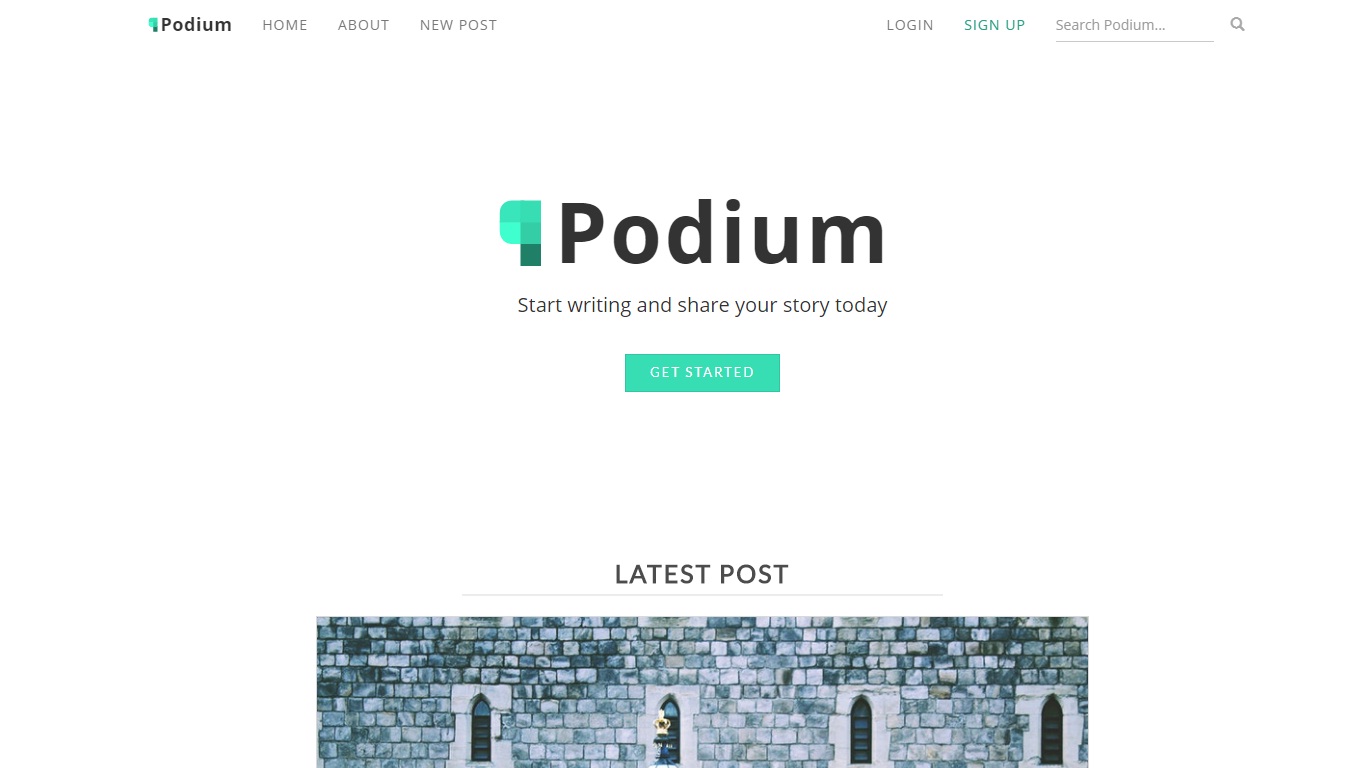 Podium HOME ABOUT NEW POST LOGIN SIGN UP Search Podium...
Podium
Start writing and share your story today
GET STARTED
LATEST POST